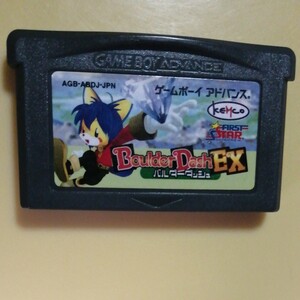 GAME BOY ADVANCE
AGB-ABDJ-JPN
ゲームボーイ アドバンス
KEMCO
FIRST STAR
Boulder Dash EX
バルダーダッシュ